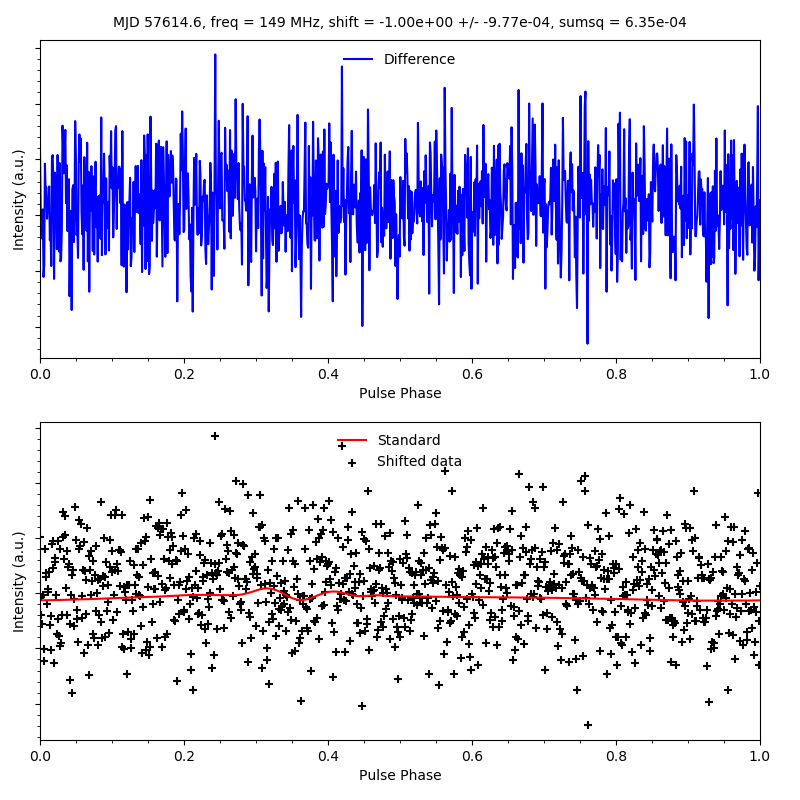 MJD 57614.6, freq = 149 MHz, shift = -1.00e+00 +/- -9.77e-04, sumsq = 6.35e-04
Difference
Intensity (a.u.)
0.0 0.2 0.4 0.6 0.8 1.0
Pulse Phase
Standard
Shifted data
Intensity (a.u.)
0.0 0.2 0.4 0.6 0.8 1.0
Pulse Phase